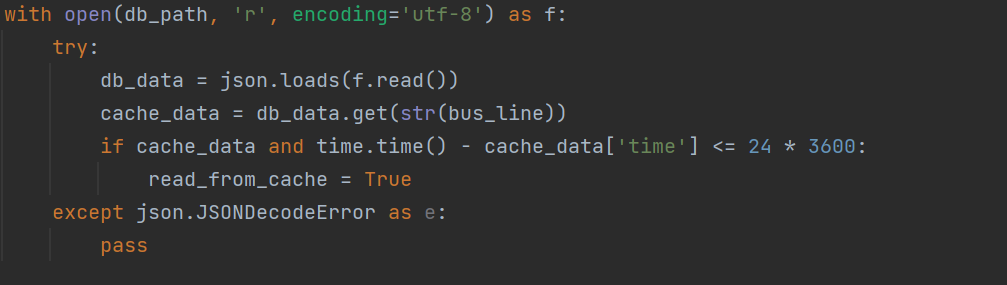 with open(db_path, 'r', encoding='utf-8') as f:
    try:
        db_data = json.loads(f.read())
        cache_data = db_data.get(str(bus_line))
        if cache_data and time.time() - cache_data['time'] <= 24 * 3600:
            read_from_cache = True
    except json.JSONDecodeError as e:
        pass